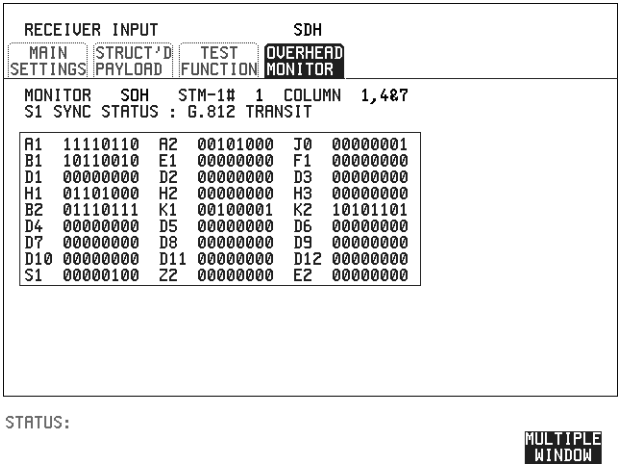 RECEIVER INPUT SDH
MAIN STRUCT'D TEST OVERHEAD
SETTINGS PAYLOAD FUNCTION MONITOR
MONITOR SOH STM-1# 1 COLUMN 1,4&7
S1 SYNC STATUS : G.812 TRANSIT
A1 11110110 A2 00101000 J0 00000001
B1 10110010 E1 00000000 F1 00000000
D1 00000000 D2 00000000 D3 00000000
H1 01101000 H2 00000000 H3 00000000
B2 01110111 K1 00100001 K2 10101101
D4 00000000 D5 00000000 D6 00000000
D7 00000000 D8 00000000 D9 00000000
D10 00000000 D11 00000000 D12 00000000
S1 00000100 Z2 00000000 E2 00000000
STATUS:
MULTIPLE
WINDOW